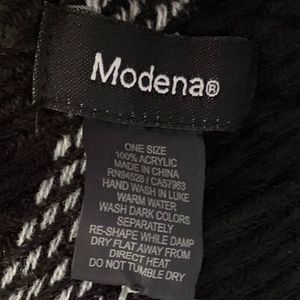 Modena®
ONE SIZE
100% ACRYLIC
MADE IN CHINA
RN94528 / CA57963
HAND WASH IN LUKE
WARM WATER
WASH DARK COLORS
SEPARATELY
RE-SHAPE WHILE DAMP
DRY FLAT AWAY FROM
DIRECT HEAT
DO NOT TUMBLE DRY